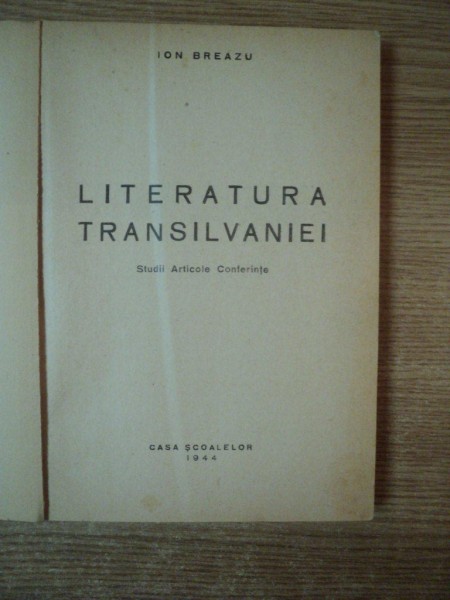 ION BREAZU
LITERATURA
TRANSILVANIEI
Studii Articole Conferințe
CASA ȘCOALELOR
1944